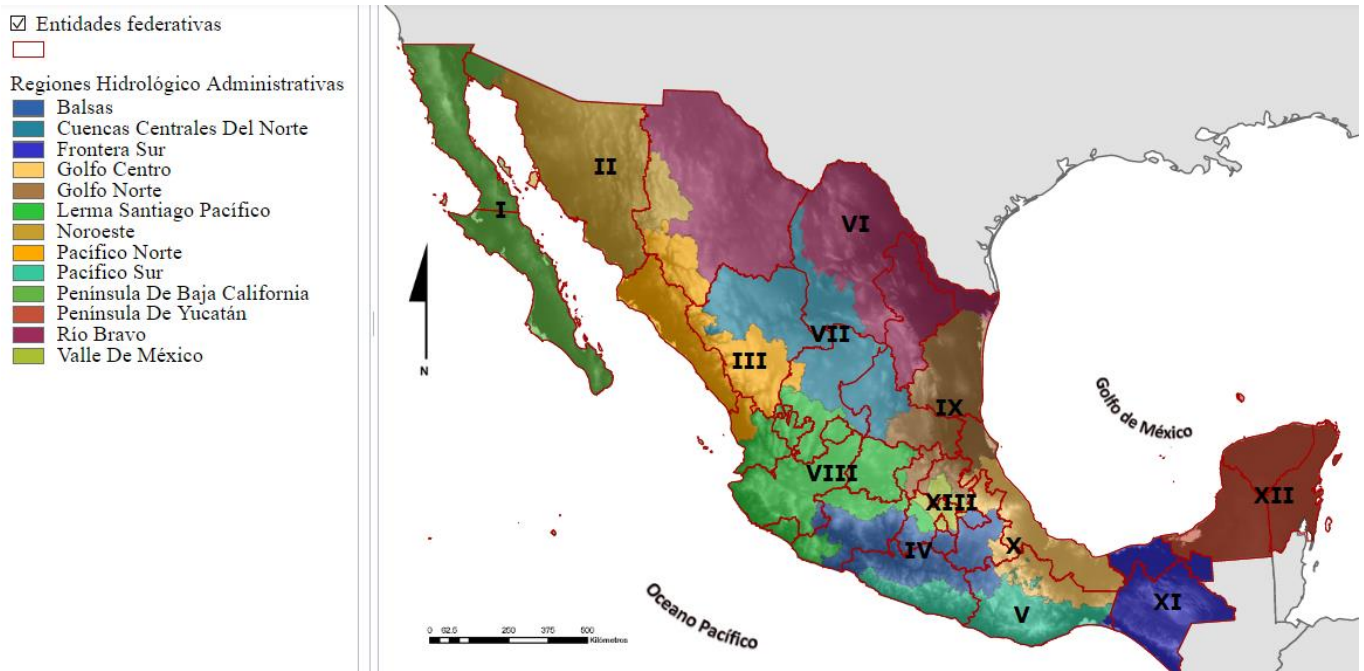 Entidades federativas
Regiones Hidrológico Administrativas
Balsas
Cuencas Centrales Del Norte
Frontera Sur
Golfo Centro
Golfo Norte
Lerma Santiago Pacífico
Noroeste
Pacífico Norte
Pacífico Sur
Península De Baja California
Península De Yucatán
Río Bravo
Valle De México
I
II
III
IV
V
VI
VII
VIII
IX
X
XI
XII
XIII
N
Golfo de México
Oceano Pacífico
0 62.5 250 375 500
Kilómetros